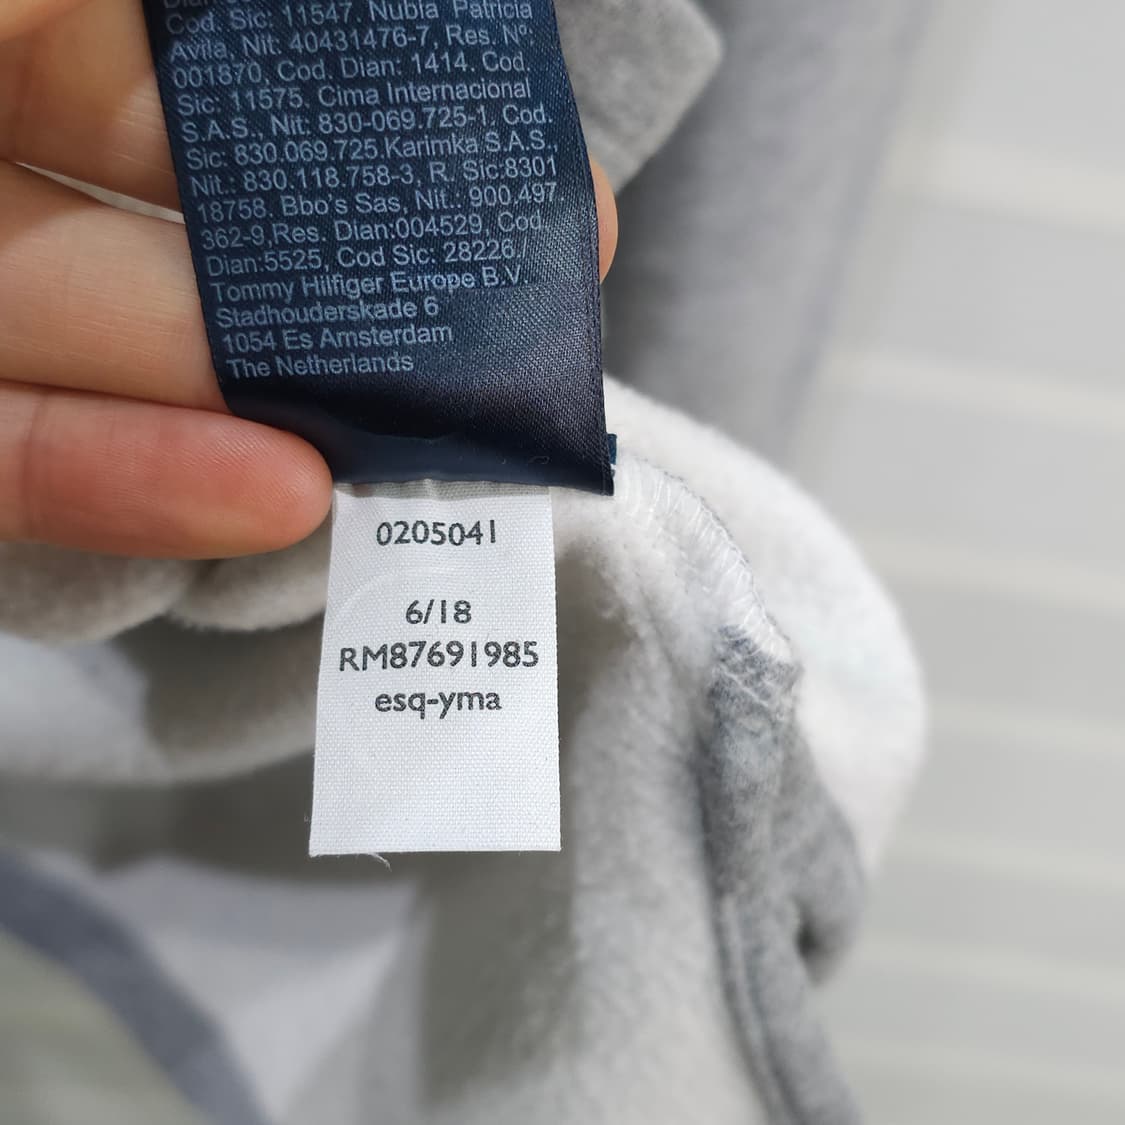 Cod. Sic: 11547. Nubia Patricia
Avila, Nit: 40431476-7, Res. Nº.
001870, Cod. Dian: 1414. Cod.
Sic: 11575. Cima Internacional
S.A.S., Nit: 830-069.725-1, Cod.
Sic: 830.069.725.Karimka S.A.S.,
Nit.: 830.118.758-3, R. Sic:8301
18758. Bbo's Sas, Nit.. 900.497
362-9,Res. Dian:004529, Cod.
Dian:5525, Cod Sic: 28226./
Tommy Hilfiger Europe B.V.
Stadhouderskade 6
1054 Es Amsterdam
The Netherlands
0205041
6/18
RM87691985
esq-yma